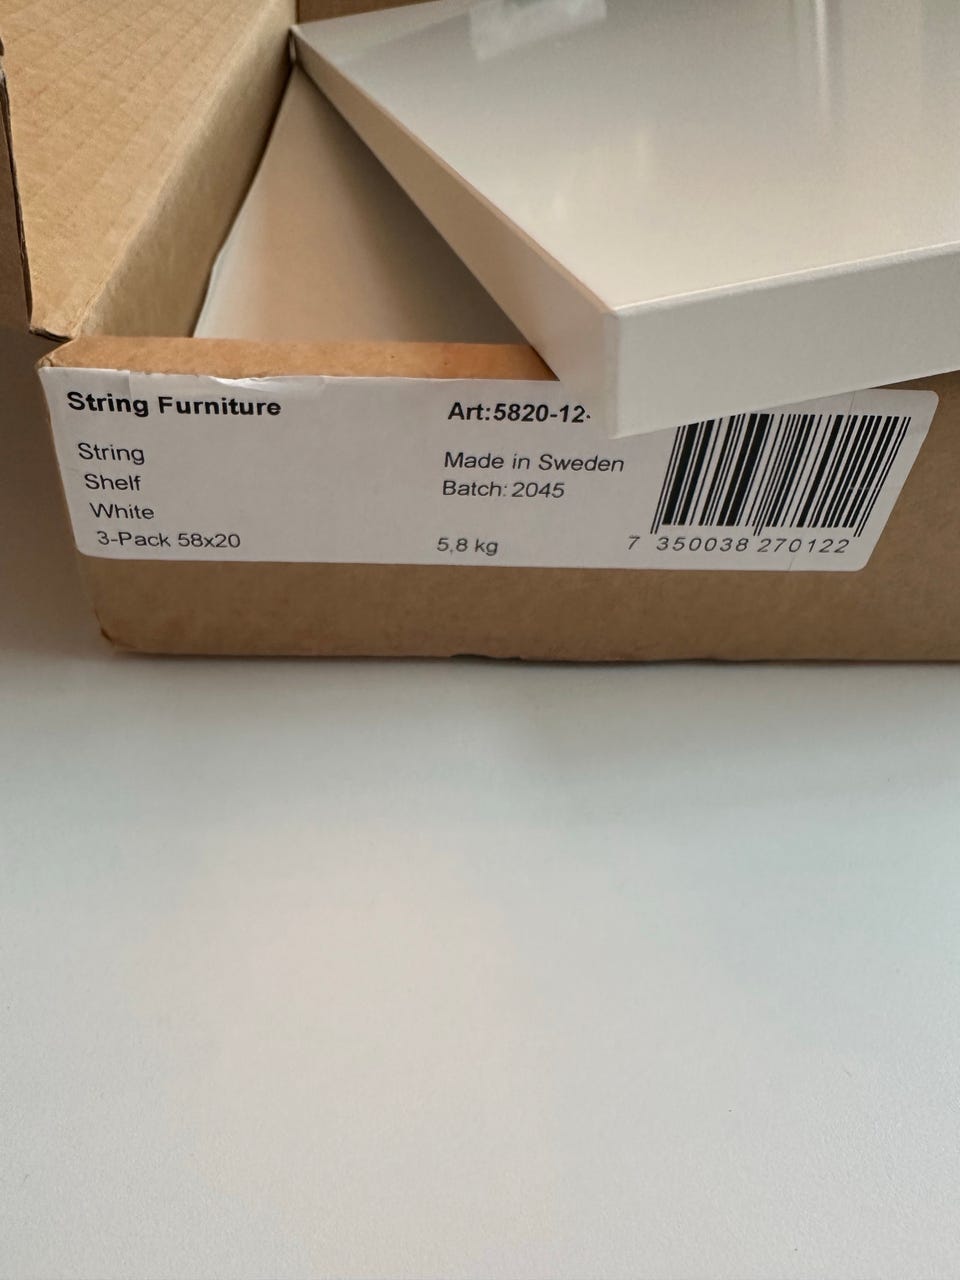 String Furniture
String
Shelf
White
3-Pack 58x20
Art:5820-12-
Made in Sweden
Batch: 2045
5,8 kg
7 350038 270122